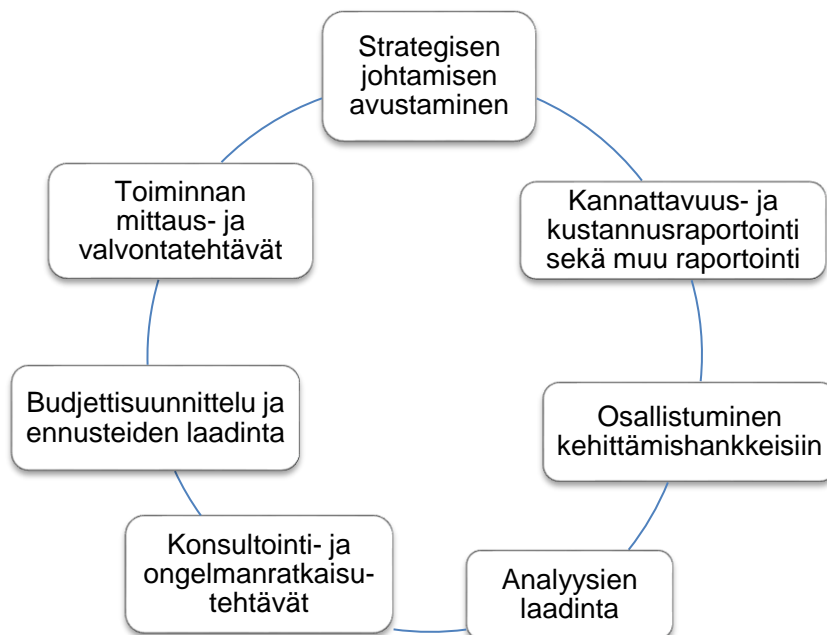 Strategisen
johtamisen
avustaminen
Kannattavuus- ja
kustannusraportointi
sekä muu raportointi
Osallistuminen
kehittämishankkeisiin
Analyysien
laadinta
Konsultointi- ja
ongelmanratkaisu-
tehtävät
Budjettisuunnittelu ja
ennusteiden laadinta
Toiminnan
mittaus- ja
valvontatehtävät